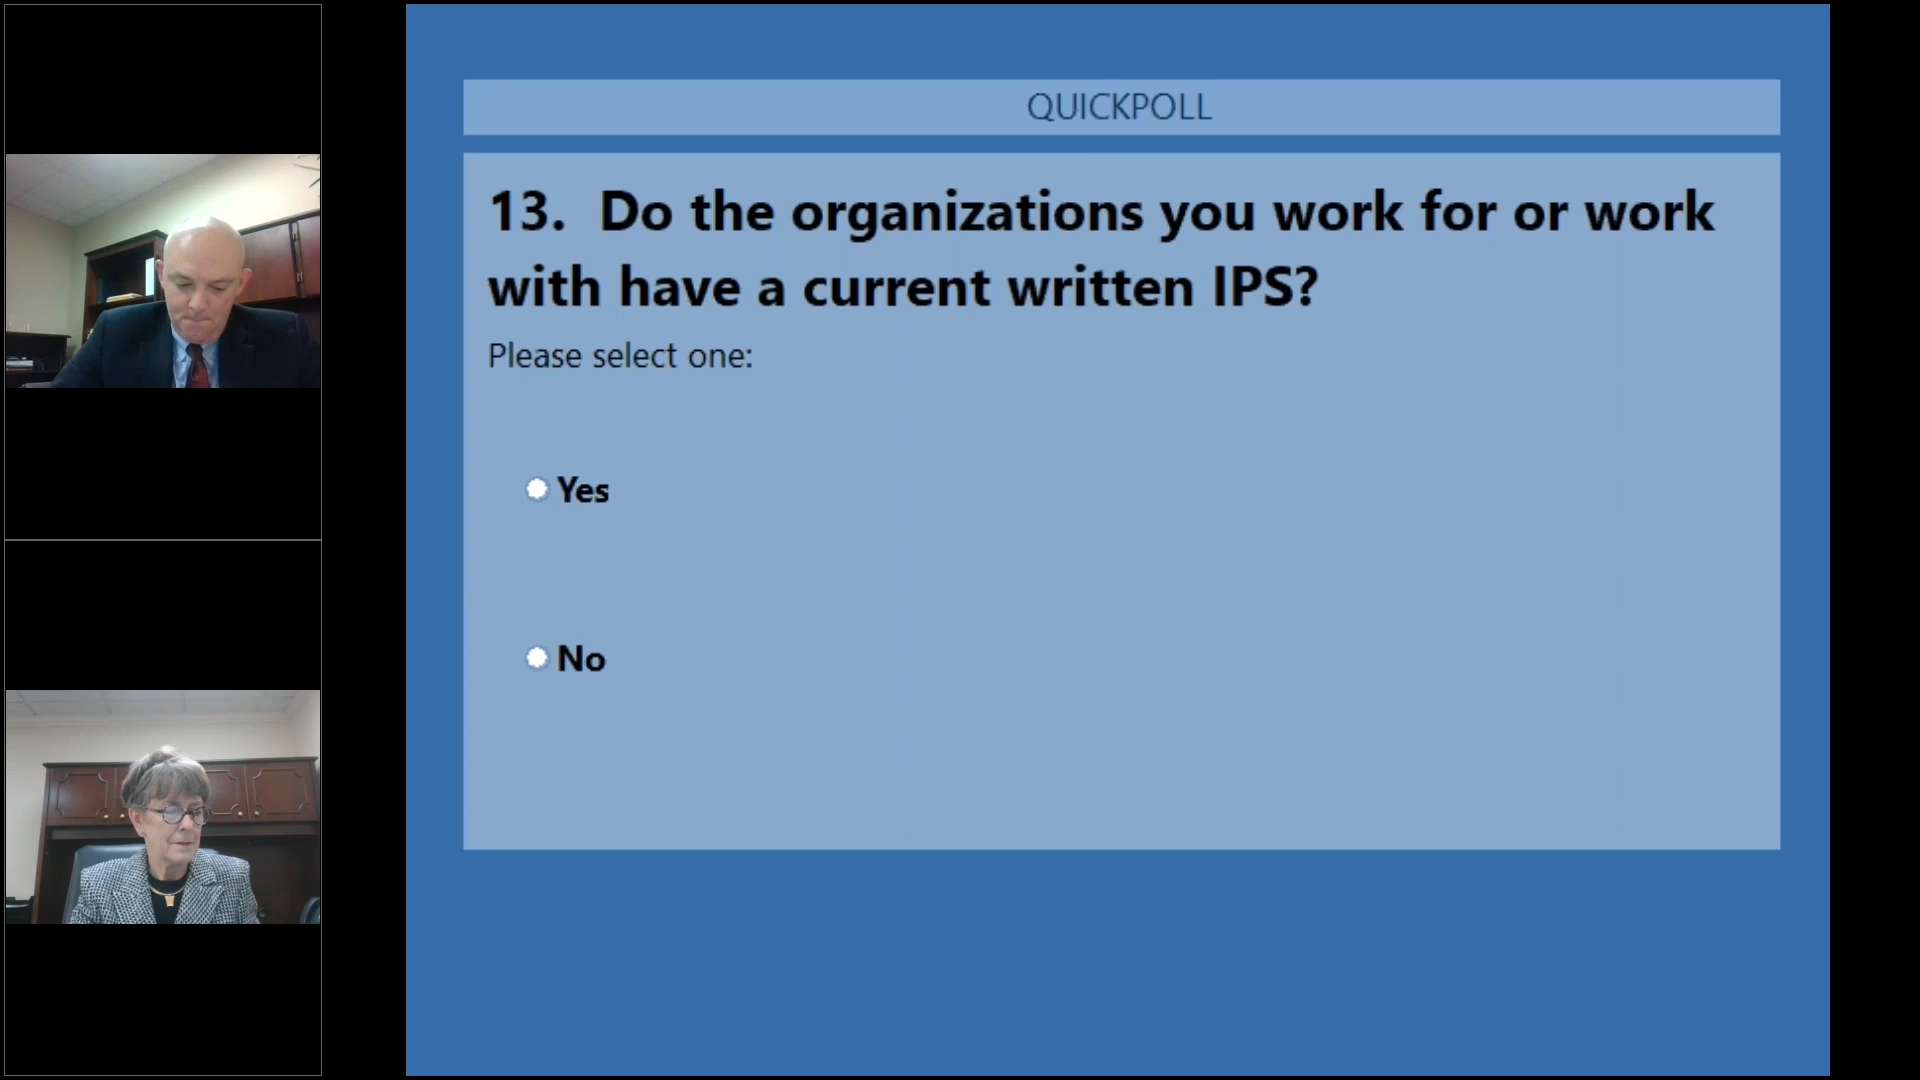 QUICKPOLL
13. Do the organizations you work for or work
with have a current written IPS?
Please select one:
Yes
No